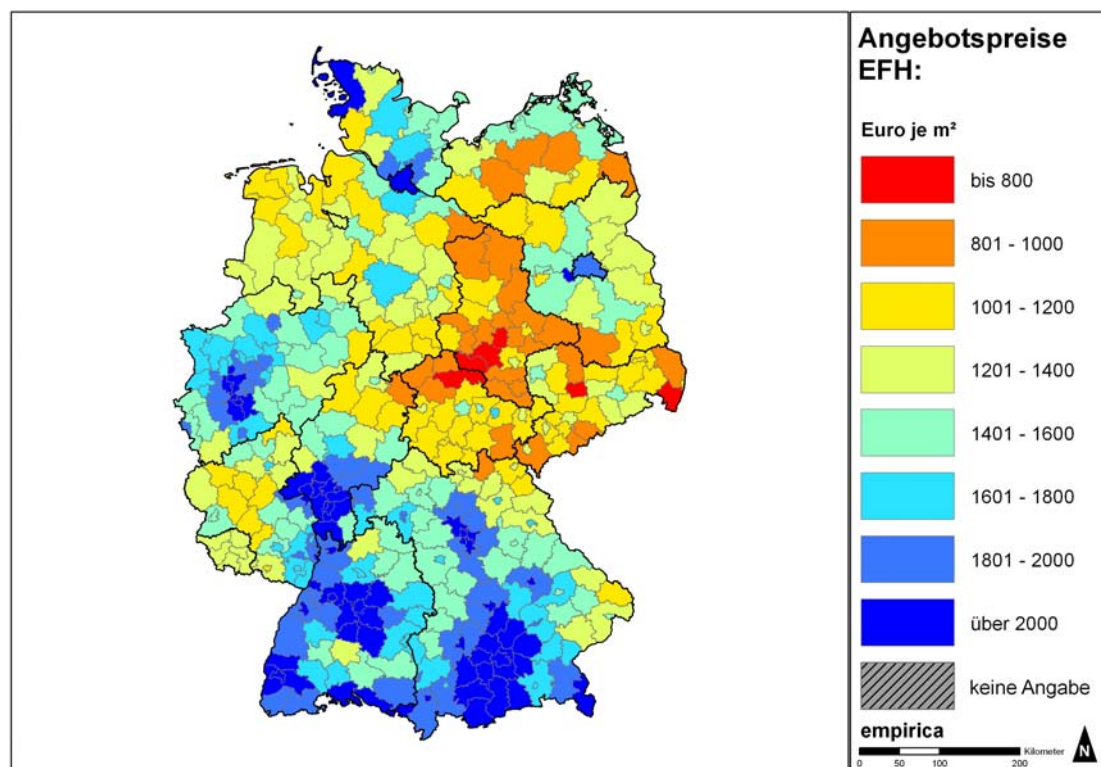 Angebotspreise
EFH:
Euro je m²
bis 800
801 - 1000
1001 - 1200
1201 - 1400
1401 - 1600
1601 - 1800
1801 - 2000
über 2000
keine Angabe
empirica
Kilometer
0 50 100 200
N